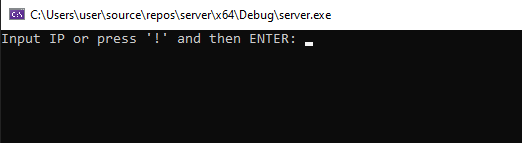 C:\Users\user\source\repos\server\x64\Debug\server.exe
Input IP or press '!' and then ENTER: